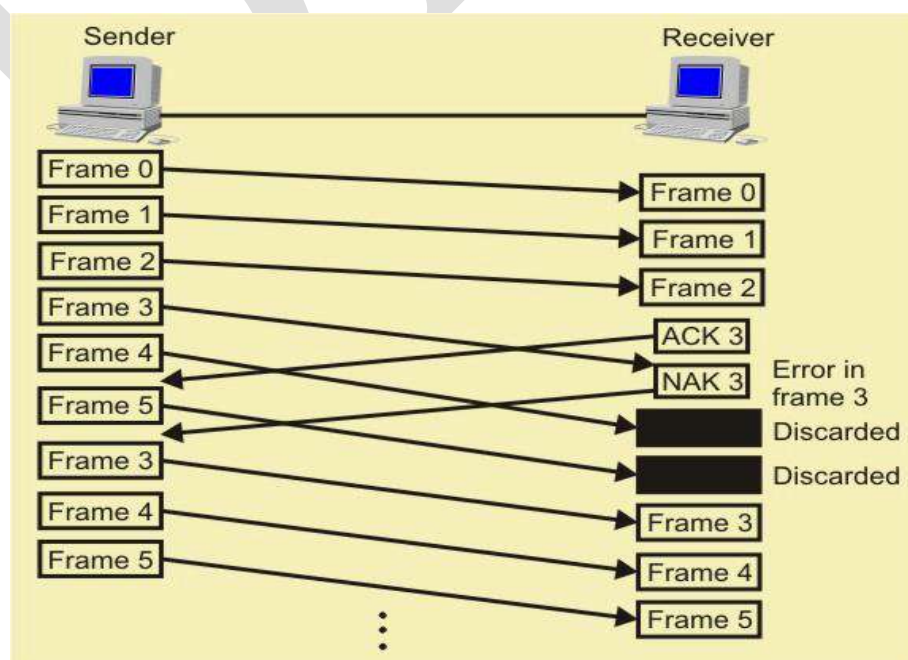 Sender
Receiver
Frame 0
Frame 0
Frame 1
Frame 1
Frame 2
Frame 2
Frame 3
ACK 3
Frame 4
NAK 3
Error in
frame 3
Frame 5
Discarded
Frame 3
Discarded
Frame 4
Frame 3
Frame 5
Frame 4
Frame 5